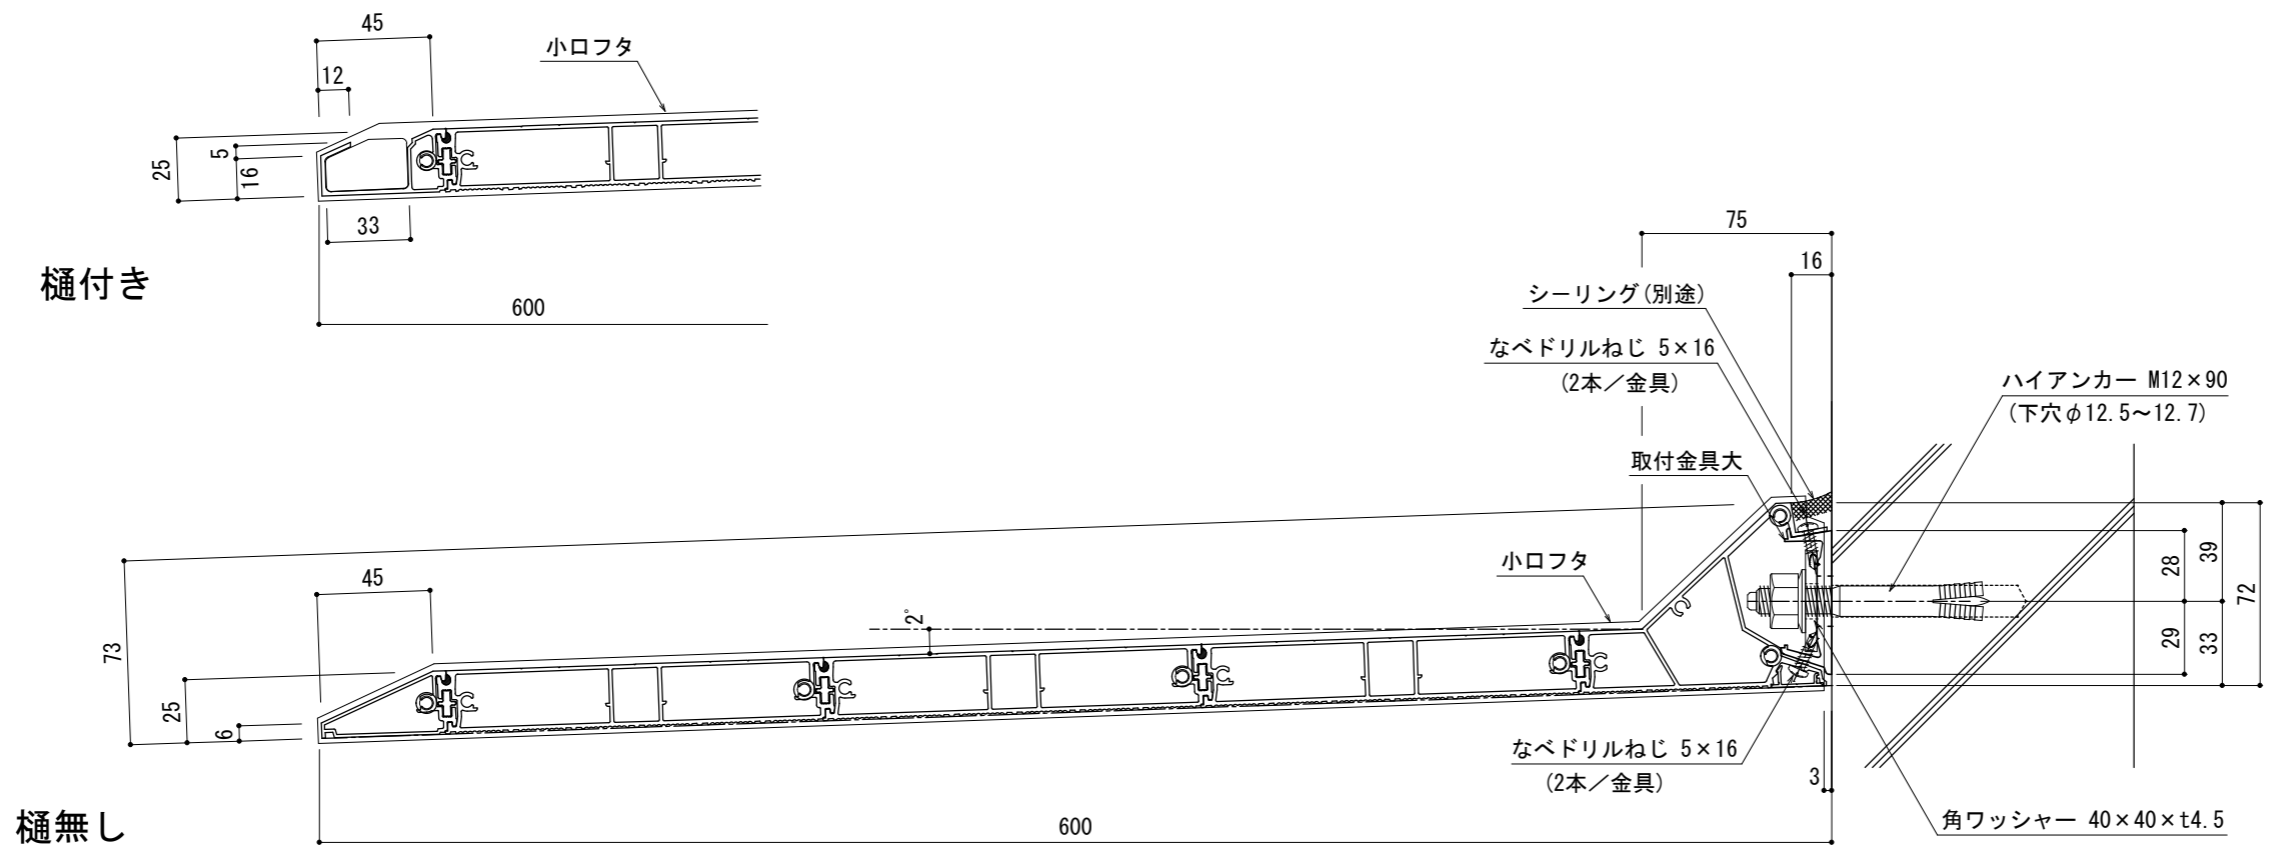 45
小口フタ
12
25
5
16
33
樋付き
600
75
16
シーリング(別途)
なべドリルねじ 5×16
(2本／金具)
ハイアンカー M12×90
(下穴φ12.5～12.7)
取付金具大
小口フタ
45
2°
28
39
72
29
33
73
25
6
なべドリルねじ 5×16
(2本／金具)
3
角ワッシャー 40×40×t4.5
樋無し
600